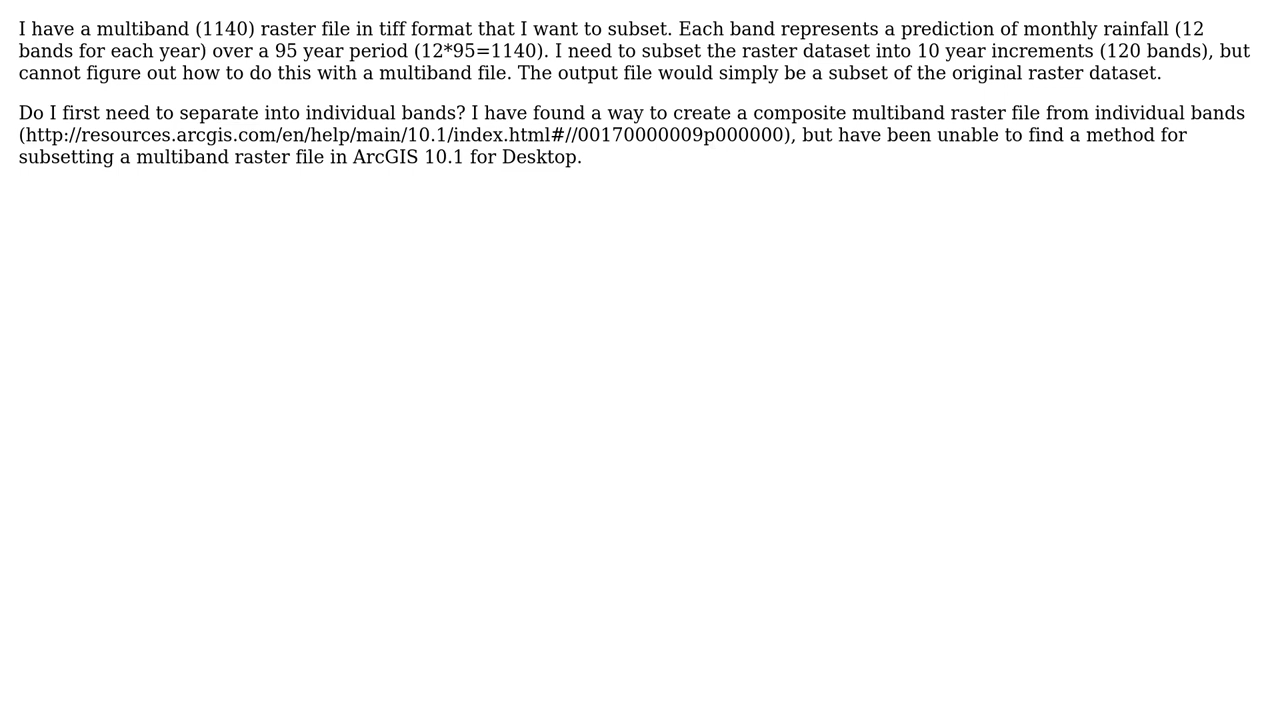 I have a multiband (1140) raster file in tiff format that I want to subset. Each band represents a prediction of monthly rainfall (12
bands for each year) over a 95 year period (12*95=1140). I need to subset the raster dataset into 10 year increments (120 bands), but
cannot figure out how to do this with a multiband file. The output file would simply be a subset of the original raster dataset.
Do I first need to separate into individual bands? I have found a way to create a composite multiband raster file from individual bands
(http://resources.arcgis.com/en/help/main/10.1/index.html#//00170000009p000000), but have been unable to find a method for
subsetting a multiband raster file in ArcGIS 10.1 for Desktop.